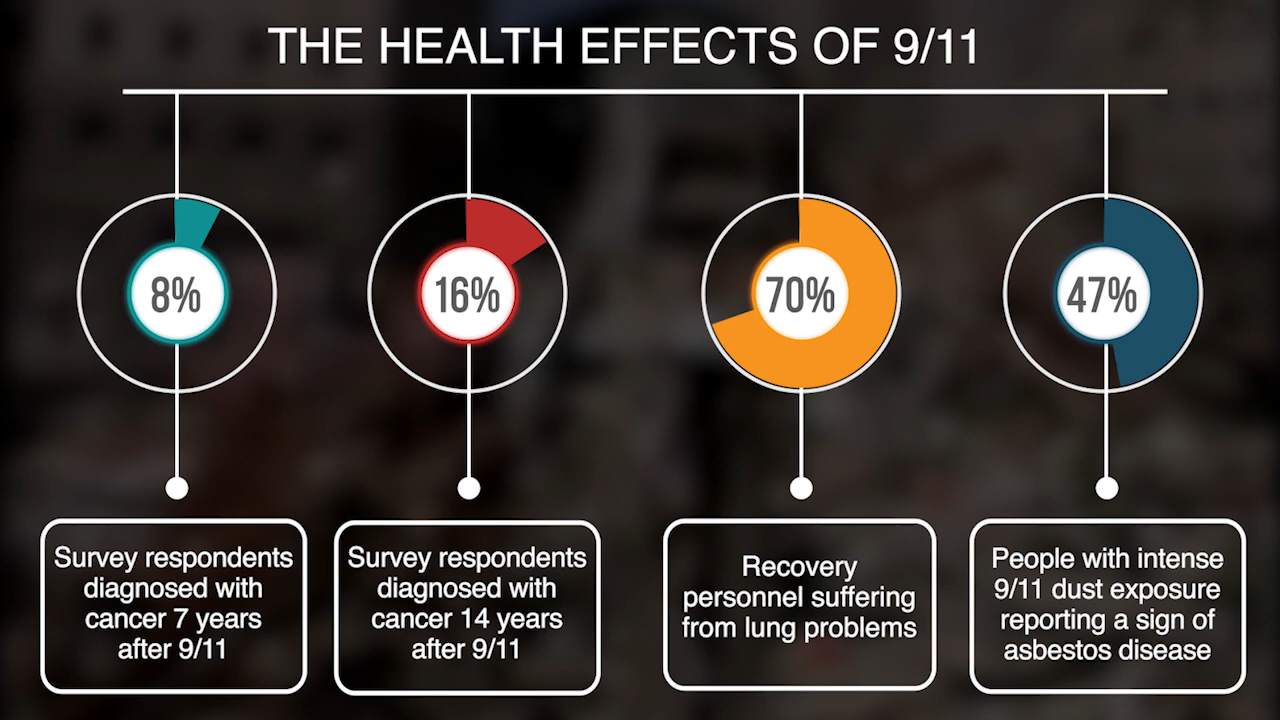 THE HEALTH EFFECTS OF 9/11
8%
16%
70%
47%
Survey respondents
diagnosed with
cancer 7 years
after 9/11
Survey respondents
diagnosed with
cancer 14 years
after 9/11
Recovery
personnel suffering
from lung problems
People with intense
9/11 dust exposure
reporting a sign of
asbestos disease